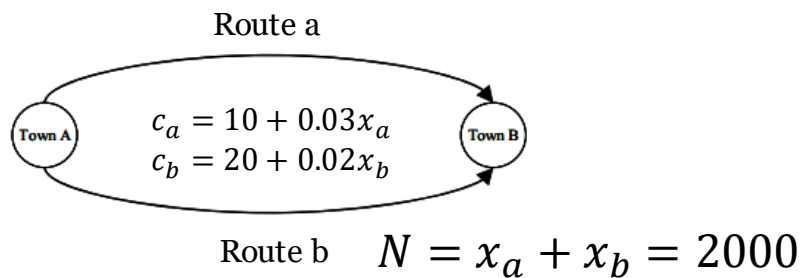 Route a
Town A
c_a = 10 + 0.03x_a
c_b = 20 + 0.02x_b
Town B
Route b
N = x_a + x_b = 2000